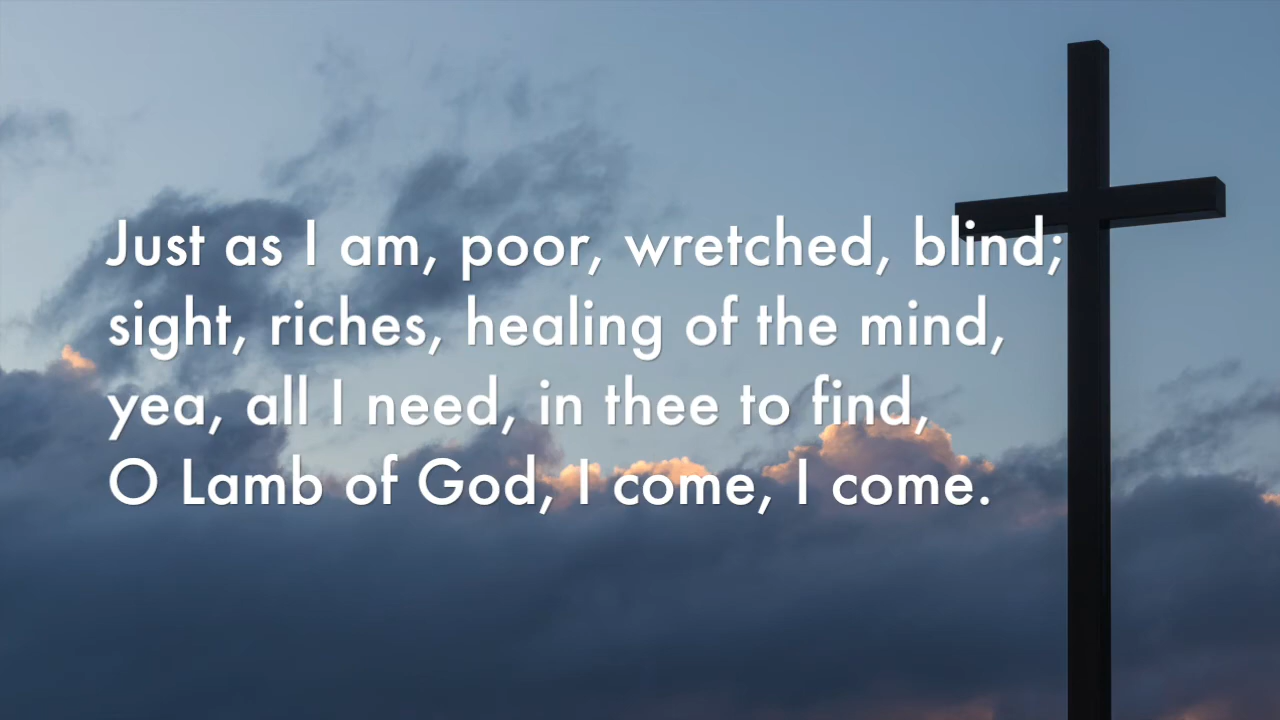 Just as I am, poor, wretched, blind;
sight, riches, healing of the mind,
yea, all I need, in thee to find,
O Lamb of God, I come, I come.